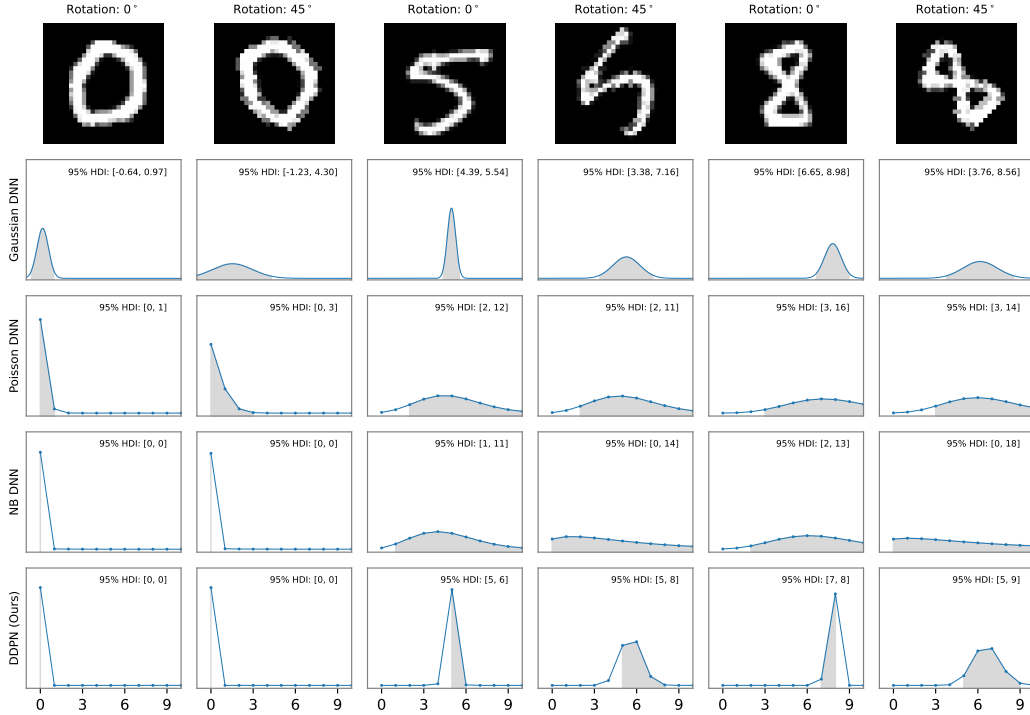 Rotation: 0° Rotation: 45° Rotation: 0° Rotation: 45° Rotation: 0° Rotation: 45°
Gaussian DNN
95% HDI: [-0.64, 0.97] 95% HDI: [-1.23, 4.30] 95% HDI: [4.39, 5.54] 95% HDI: [3.38, 7.16] 95% HDI: [6.65, 8.98] 95% HDI: [3.76, 8.56]
Poisson DNN
95% HDI: [0, 1] 95% HDI: [0, 3] 95% HDI: [2, 12] 95% HDI: [2, 11] 95% HDI: [3, 16] 95% HDI: [3, 14]
NB DNN
95% HDI: [0, 0] 95% HDI: [0, 0] 95% HDI: [1, 11] 95% HDI: [0, 14] 95% HDI: [2, 13] 95% HDI: [0, 18]
DDPN (Ours)
95% HDI: [0, 0] 95% HDI: [0, 0] 95% HDI: [5, 6] 95% HDI: [5, 8] 95% HDI: [7, 8] 95% HDI: [5, 9]
0 3 6 9 0 3 6 9 0 3 6 9 0 3 6 9 0 3 6 9 0 3 6 9